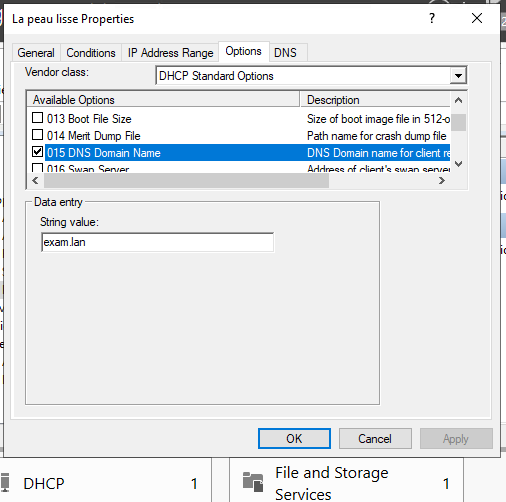 La peau lisse Properties
General Conditions IP Address Range Options DNS
Vendor class: DHCP Standard Options
Available Options Description
013 Boot File Size Size of boot image file in 512-o
014 Merit Dump File Path name for crash dump file
015 DNS Domain Name DNS Domain name for client re
016 Swap Server Address of client's swap server
Data entry
String value:
exam.lan
OK Cancel Apply
DHCP 1
File and Storage 1
Services